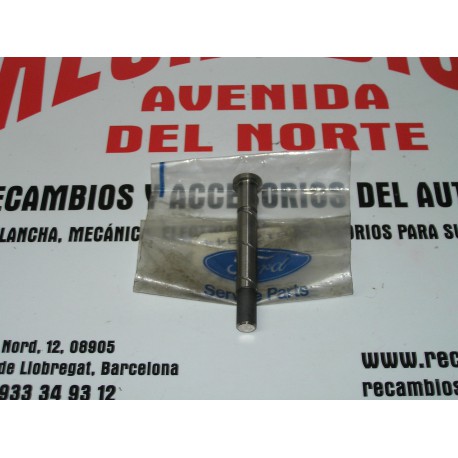 AVENIDA
DEL NORTE
RECAMBIOS Y ACCESORIOS DEL AUT
LANCHA, MECÁNIC ORIOS PARA SU
Ford
Service Parts
Nord, 12, 08905
de Llobregat, Barcelona
933 34 93 12
www.rec
recambios